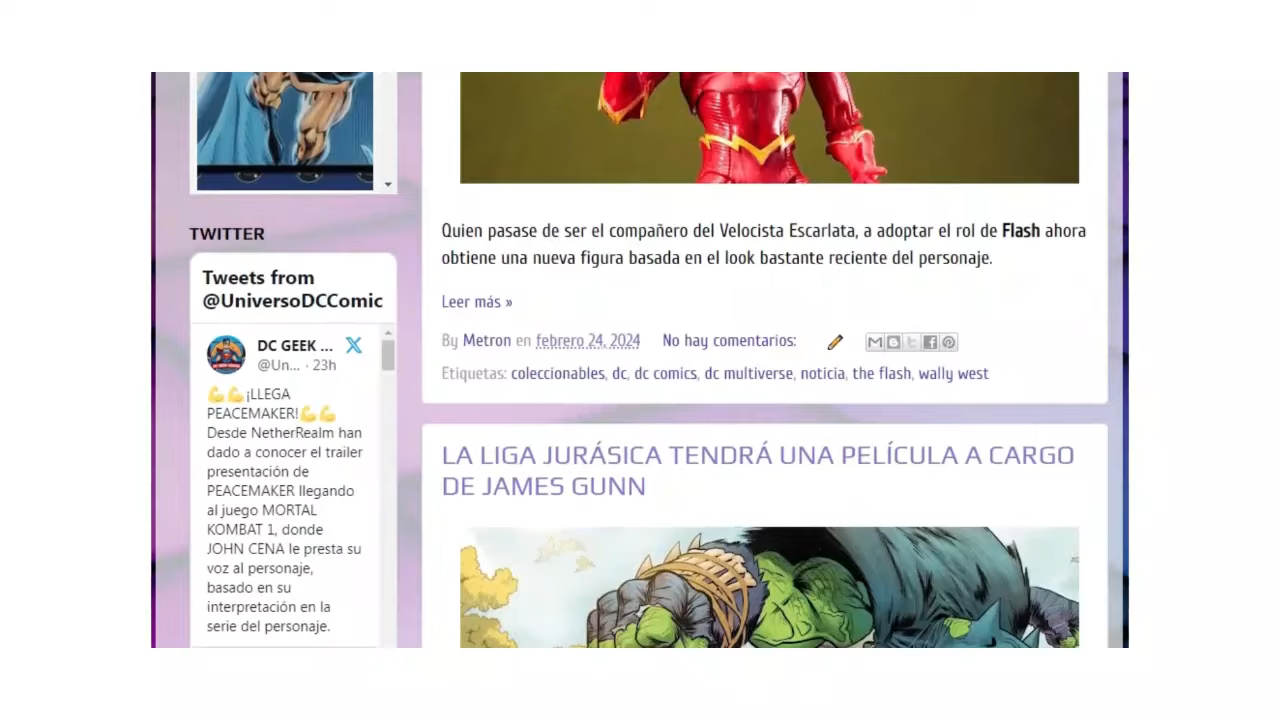 TWITTER
Tweets from
@UniversoDCComic
DC GEEK ...
@Un... · 23h
💪💪¡LLEGA
PEACEMAKER!💪💪
Desde NetherRealm han
dado a conocer el trailer
presentación de
PEACEMAKER llegando
al juego MORTAL
KOMBAT 1, donde
JOHN CENA le presta su
voz al personaje,
basado en su
interpretación en la
serie del personaje.
Quien pasase de ser el compañero del Velocista Escarlata, a adoptar el rol de Flash ahora
obtiene una nueva figura basada en el look bastante reciente del personaje.
Leer más »
By Metron en febrero 24, 2024 No hay comentarios:
Etiquetas: coleccionables, dc, dc comics, dc multiverse, noticia, the flash, wally west
LA LIGA JURÁSICA TENDRÁ UNA PELÍCULA A CARGO
DE JAMES GUNN